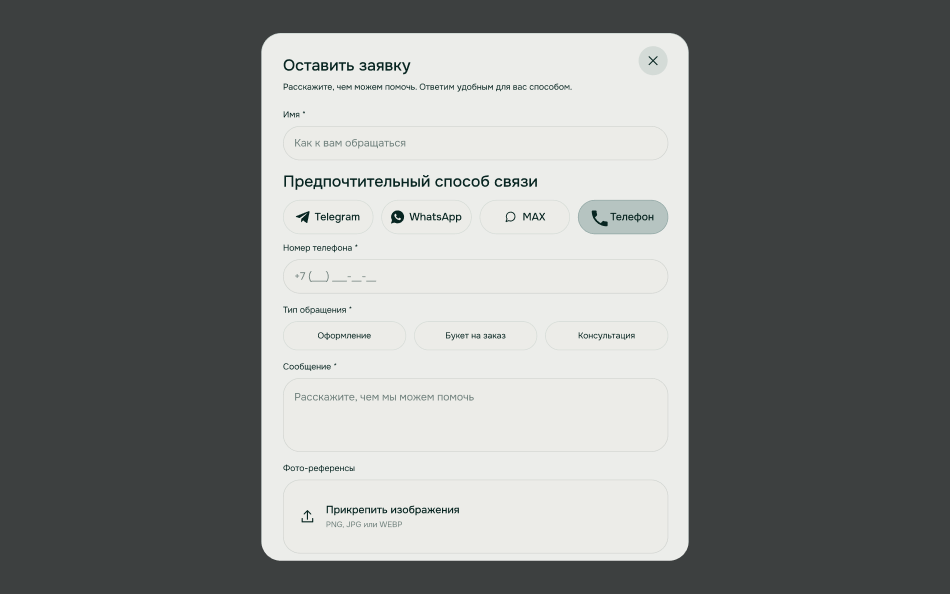 Оставить заявку
Расскажите, чем можем помочь. Ответим удобным для вас способом.
Имя *
Как к вам обращаться
Предпочтительный способ связи
Telegram WhatsApp MAX Телефон
Номер телефона *
+7 (___) ___-__-__
Тип обращения *
Оформление Букет на заказ Консультация
Сообщение *
Расскажите, чем мы можем помочь
Фото-референсы
Прикрепить изображения
PNG, JPG или WEBP